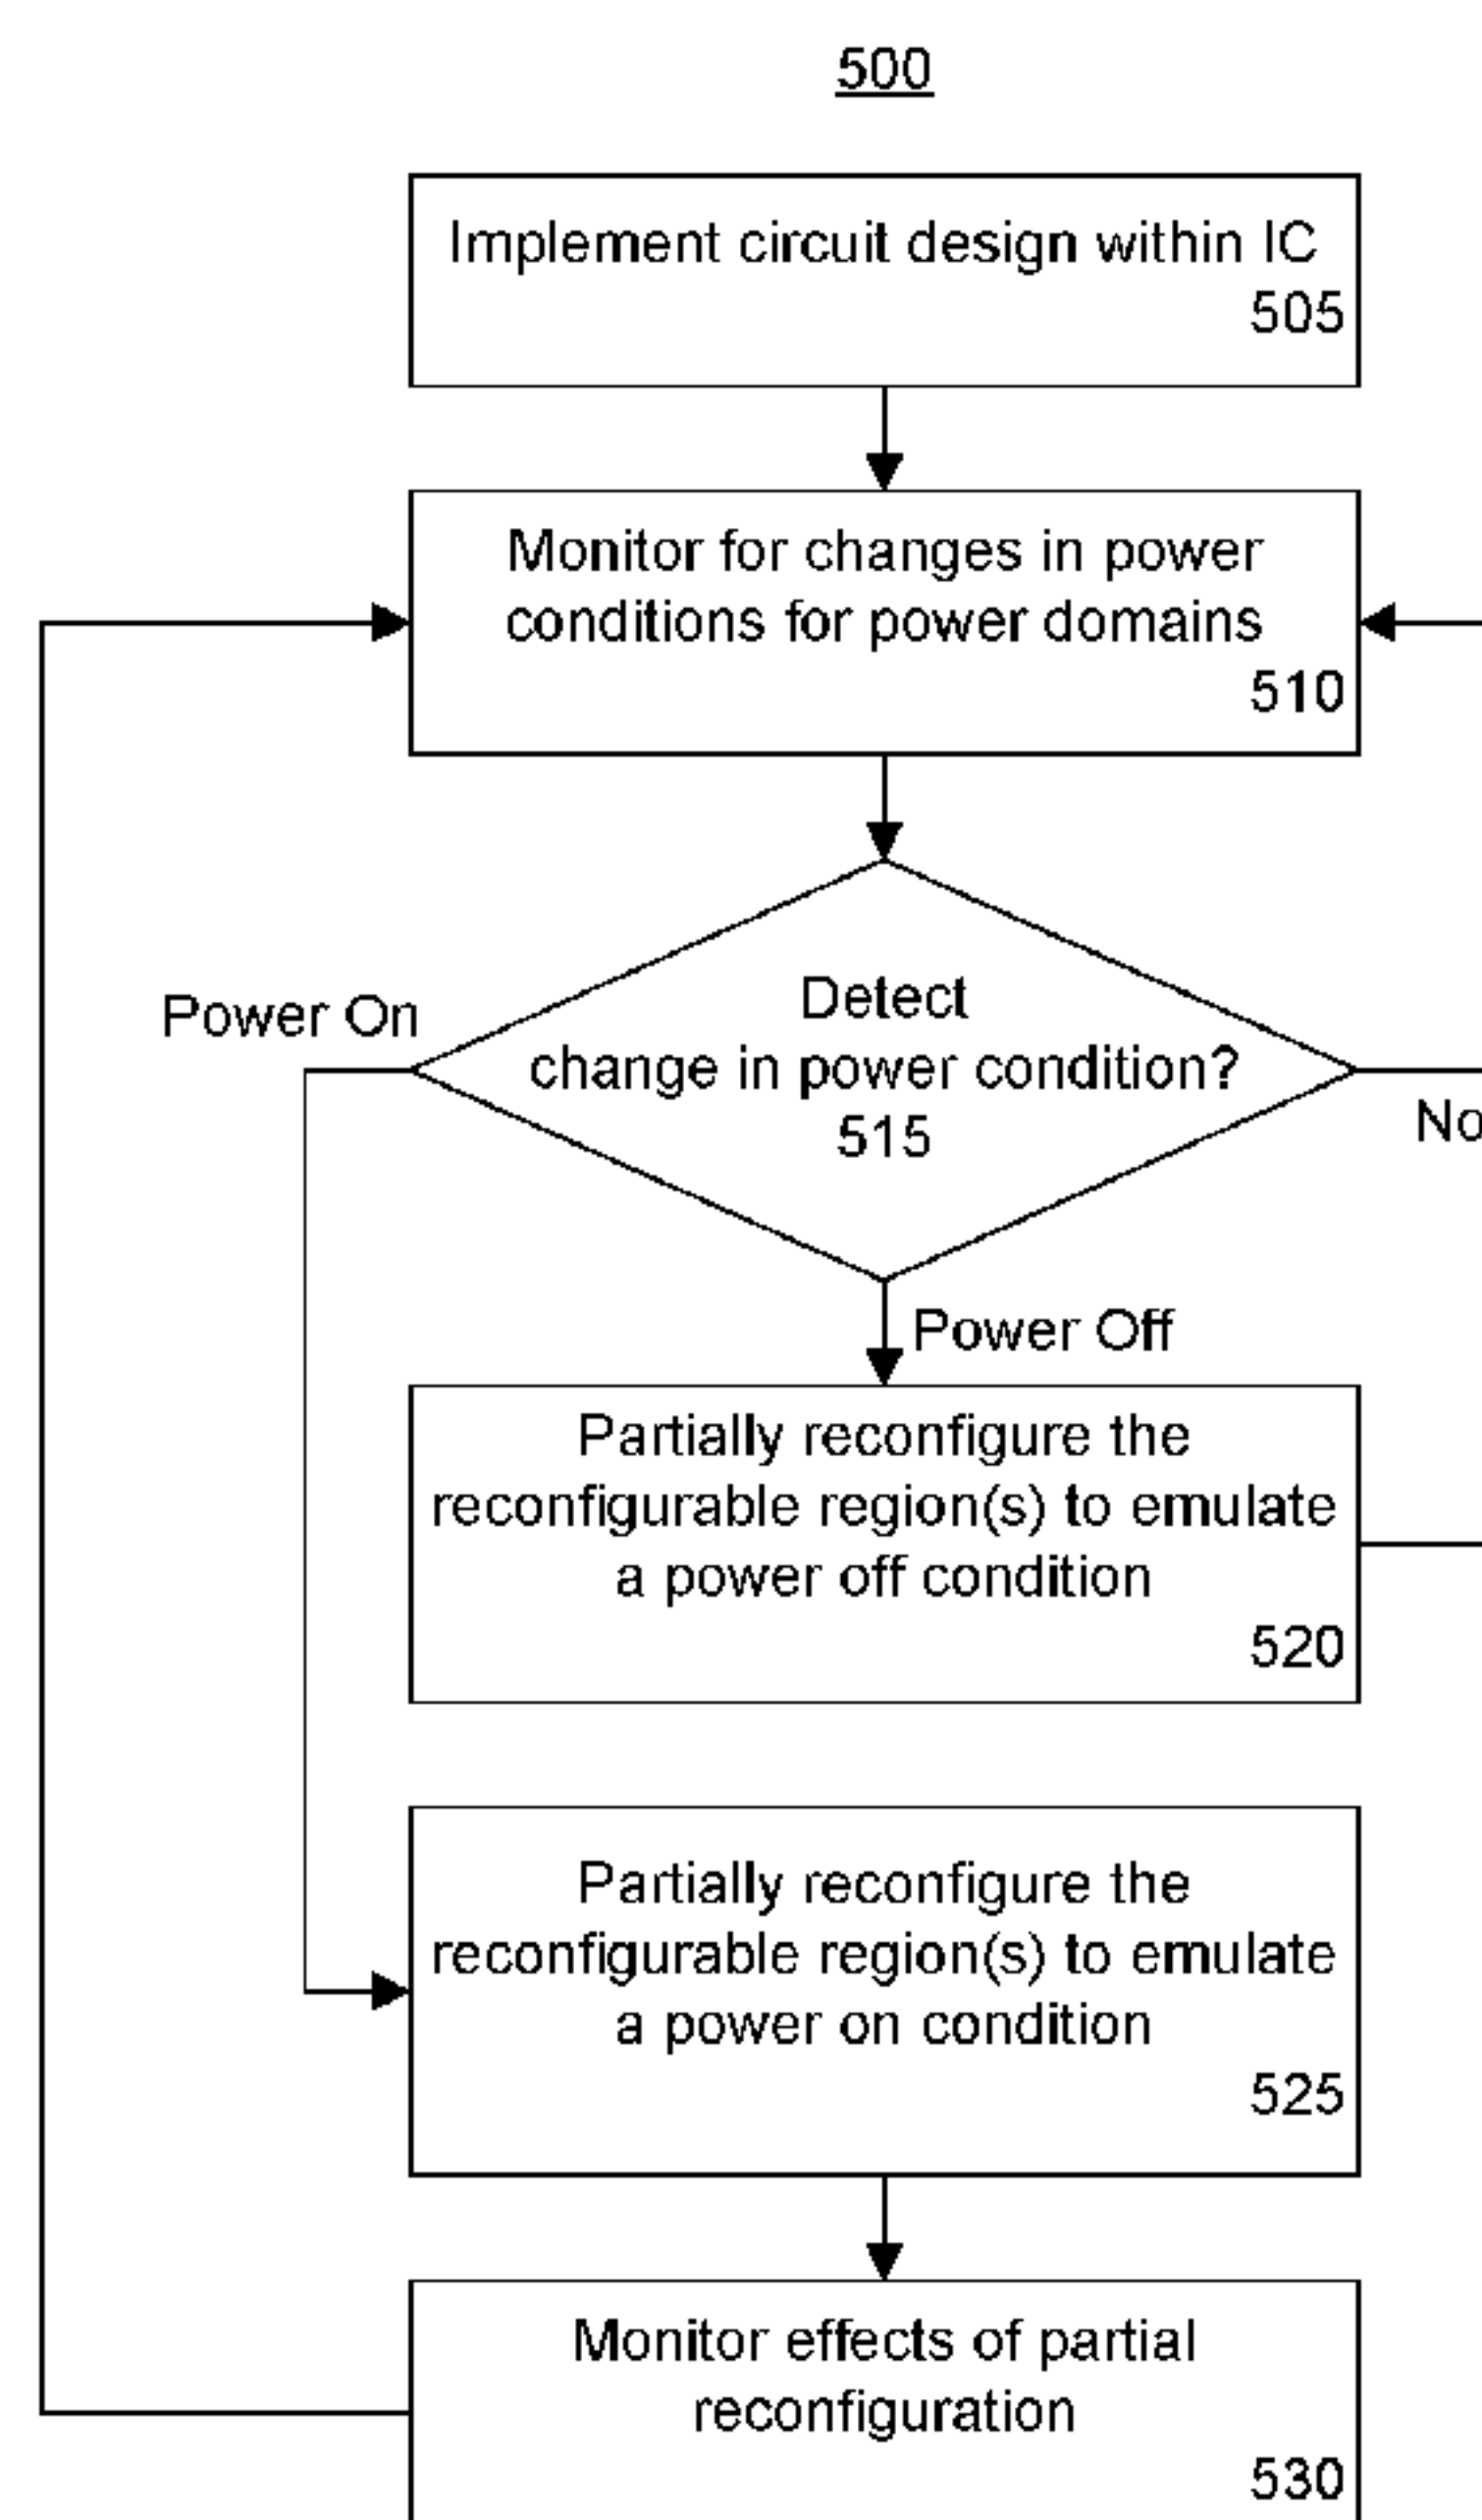 500
Implement circuit design within IC
505
Monitor for changes in power
conditions for power domains
510
Detect
change in power condition?
515
Power On
No
Power Off
Partially reconfigure the
reconfigurable region(s) to emulate
a power off condition
520
Partially reconfigure the
reconfigurable region(s) to emulate
a power on condition
525
Monitor effects of partial
reconfiguration
530